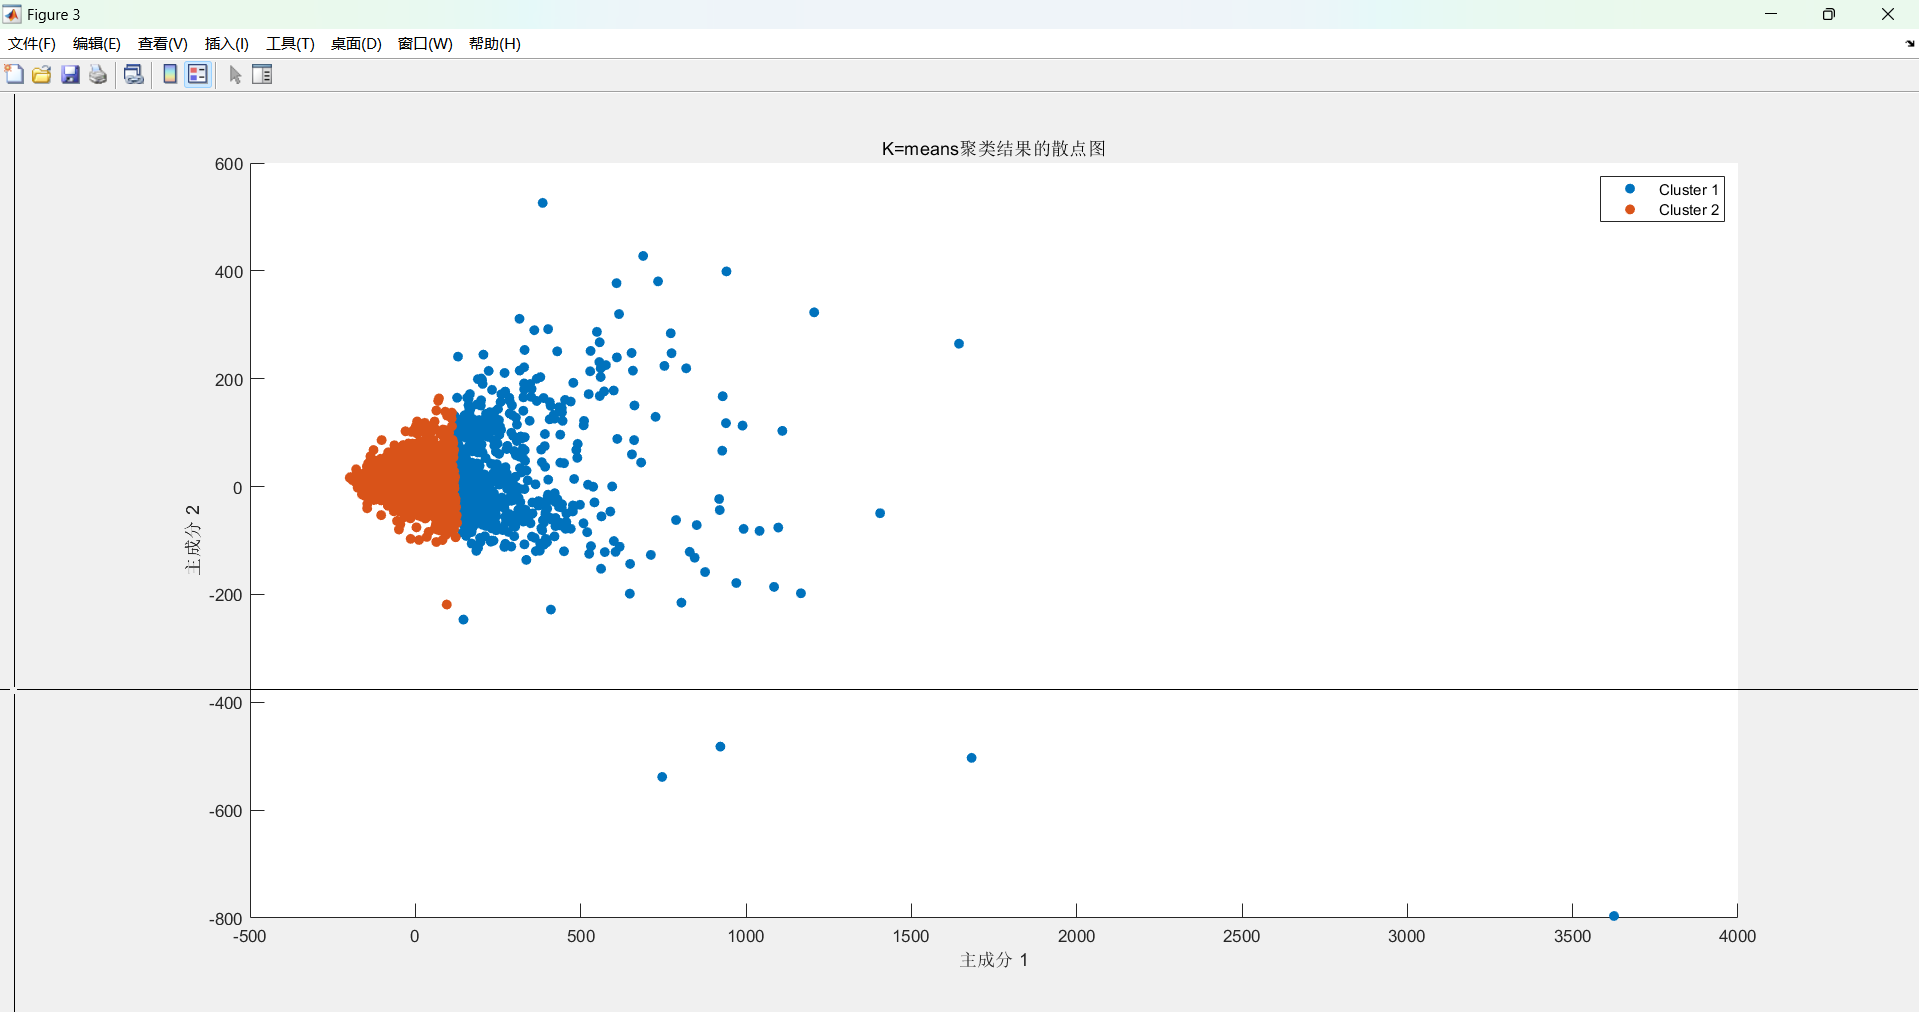 Figure 3
文件(F) 编辑(E) 查看(V) 插入(I) 工具(T) 桌面(D) 窗口(W) 帮助(H)
K=means聚类结果的散点图
Cluster 1
Cluster 2
600
400
200
0
-200
-400
-600
-800
主成分 2
-500 0 500 1000 1500 2000 2500 3000 3500 4000
主成分 1